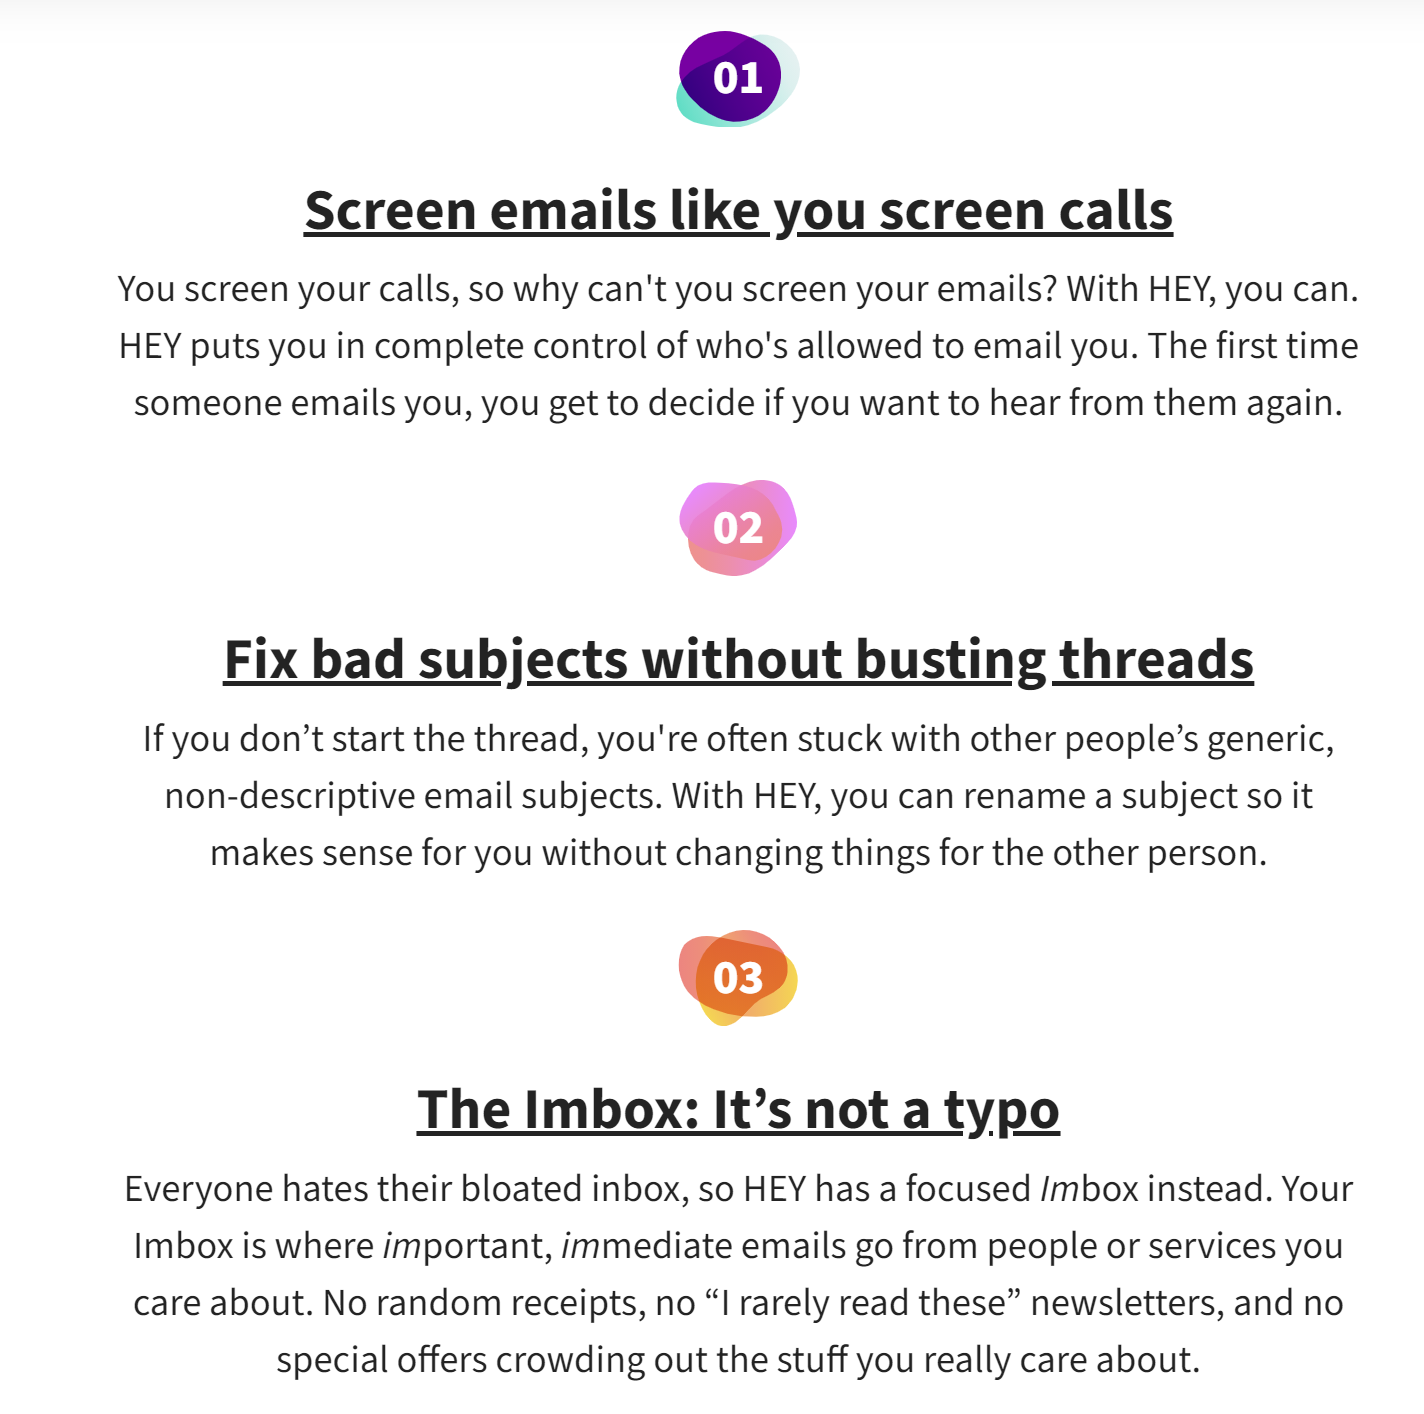 01
Screen emails like you screen calls
You screen your calls, so why can't you screen your emails? With HEY, you can.
HEY puts you in complete control of who's allowed to email you. The first time
someone emails you, you get to decide if you want to hear from them again.
02
Fix bad subjects without busting threads
If you don’t start the thread, you're often stuck with other people’s generic,
non-descriptive email subjects. With HEY, you can rename a subject so it
makes sense for you without changing things for the other person.
03
The Imbox: It’s not a typo
Everyone hates their bloated inbox, so HEY has a focused Imbox instead. Your
Imbox is where important, immediate emails go from people or services you
care about. No random receipts, no “I rarely read these” newsletters, and no
special offers crowding out the stuff you really care about.